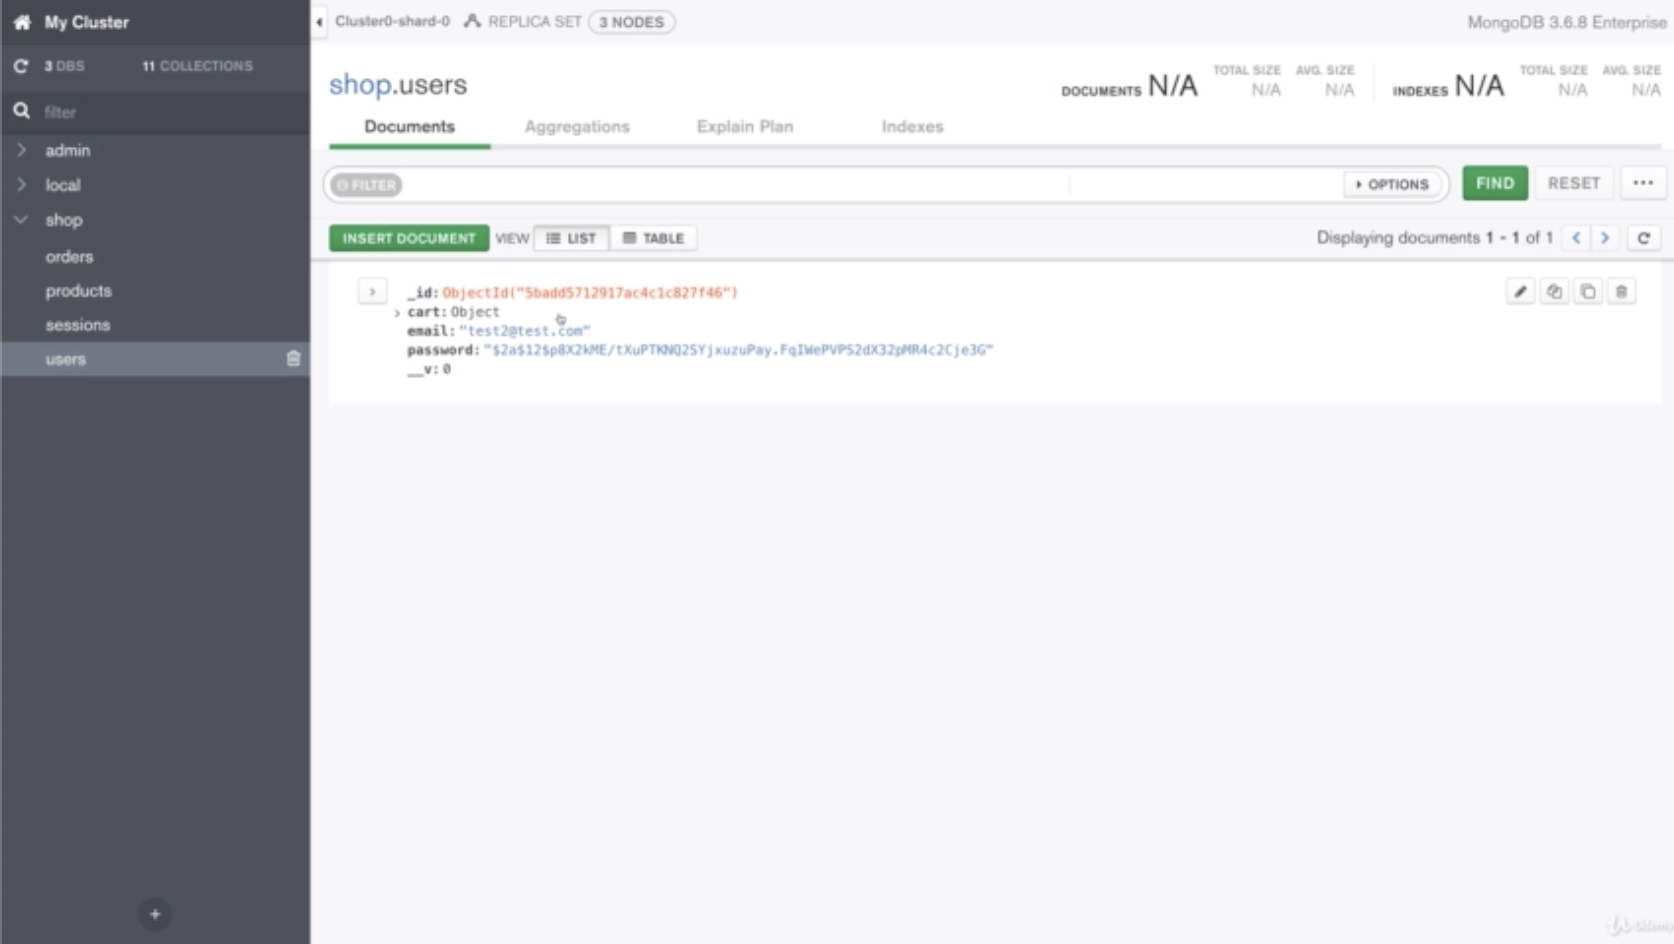 My Cluster
3 DBS 11 COLLECTIONS
filter
admin
local
shop
orders
products
sessions
users
Cluster0-shard-0 REPLICA SET 3 NODES
MongoDB 3.6.8 Enterprise
shop.users
DOCUMENTS N/A TOTAL SIZE N/A AVG. SIZE N/A
INDEXES N/A TOTAL SIZE N/A AVG. SIZE N/A
Documents Aggregations Explain Plan Indexes
FILTER OPTIONS FIND RESET ...
INSERT DOCUMENT VIEW LIST TABLE
Displaying documents 1 - 1 of 1
_id: ObjectId("5badd5712917ac4c1c827f46")
cart: Object
email: "test2@test.com"
password: "$2a$12$p8X2kME/tXuPTKNQ2SYjxuzuPay.FqIWePVPS2dX32pMR4c2Cje3G"
__v: 0
Udemy